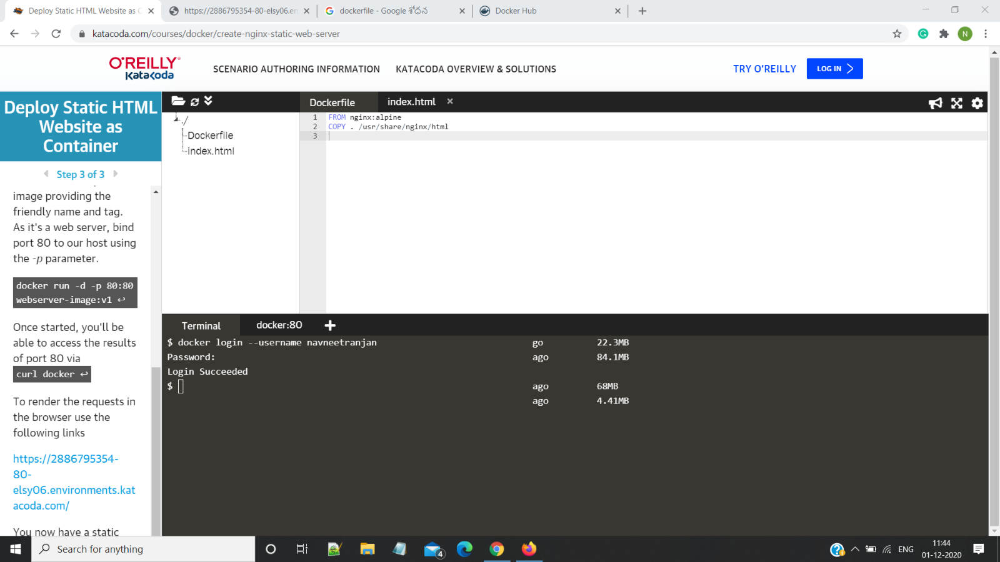 Deploy Static HTML Website as C
https://2886795354-80-elsy06.en
dockerfile - Google శోధన
Docker Hub
katacoda.com/courses/docker/create-nginx-static-web-server
N
O'REILLY
Katacoda
SCENARIO AUTHORING INFORMATION
KATACODA OVERVIEW & SOLUTIONS
TRY O'REILLY
LOG IN
Deploy Static HTML
Website as
Container
Step 3 of 3
image providing the
friendly name and tag.
As it's a web server, bind
port 80 to our host using
the -p parameter.
docker run -d -p 80:80
webserver-image:v1 ↩
Once started, you'll be
able to access the results
of port 80 via
curl docker ↩
To render the requests in
the browser use the
following links
https://2886795354-
80-
elsy06.environments.kat
acoda.com/
You now have a static
./
Dockerfile
index.html
Dockerfile
index.html
1 FROM nginx:alpine
2 COPY . /usr/share/nginx/html
3
Terminal
docker:80
$ docker login --username navneetranjan go 22.3MB
Password: ago 84.1MB
Login Succeeded
$ ago 68MB
ago 4.41MB
Search for anything
4
ENG
11:44
01-12-2020